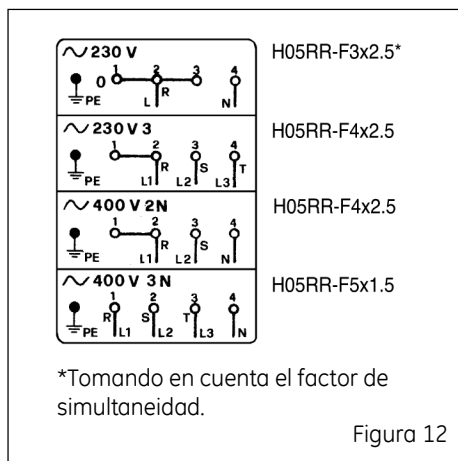 ∼ 230 V H05RR-F3x2.5*
1 2 3 4
0
R
PE L N
∼ 230 V 3 H05RR-F4x2.5
1 2 3 4
R S T
PE L1 L2 L3
∼ 400 V 2N H05RR-F4x2.5
1 2 3 4
R S
PE L1 L2 N
∼ 400 V 3 N H05RR-F5x1.5
1 2 3 4
R S T
PE L1 L2 L3 N
*Tomando en cuenta el factor de
simultaneidad.
Figura 12